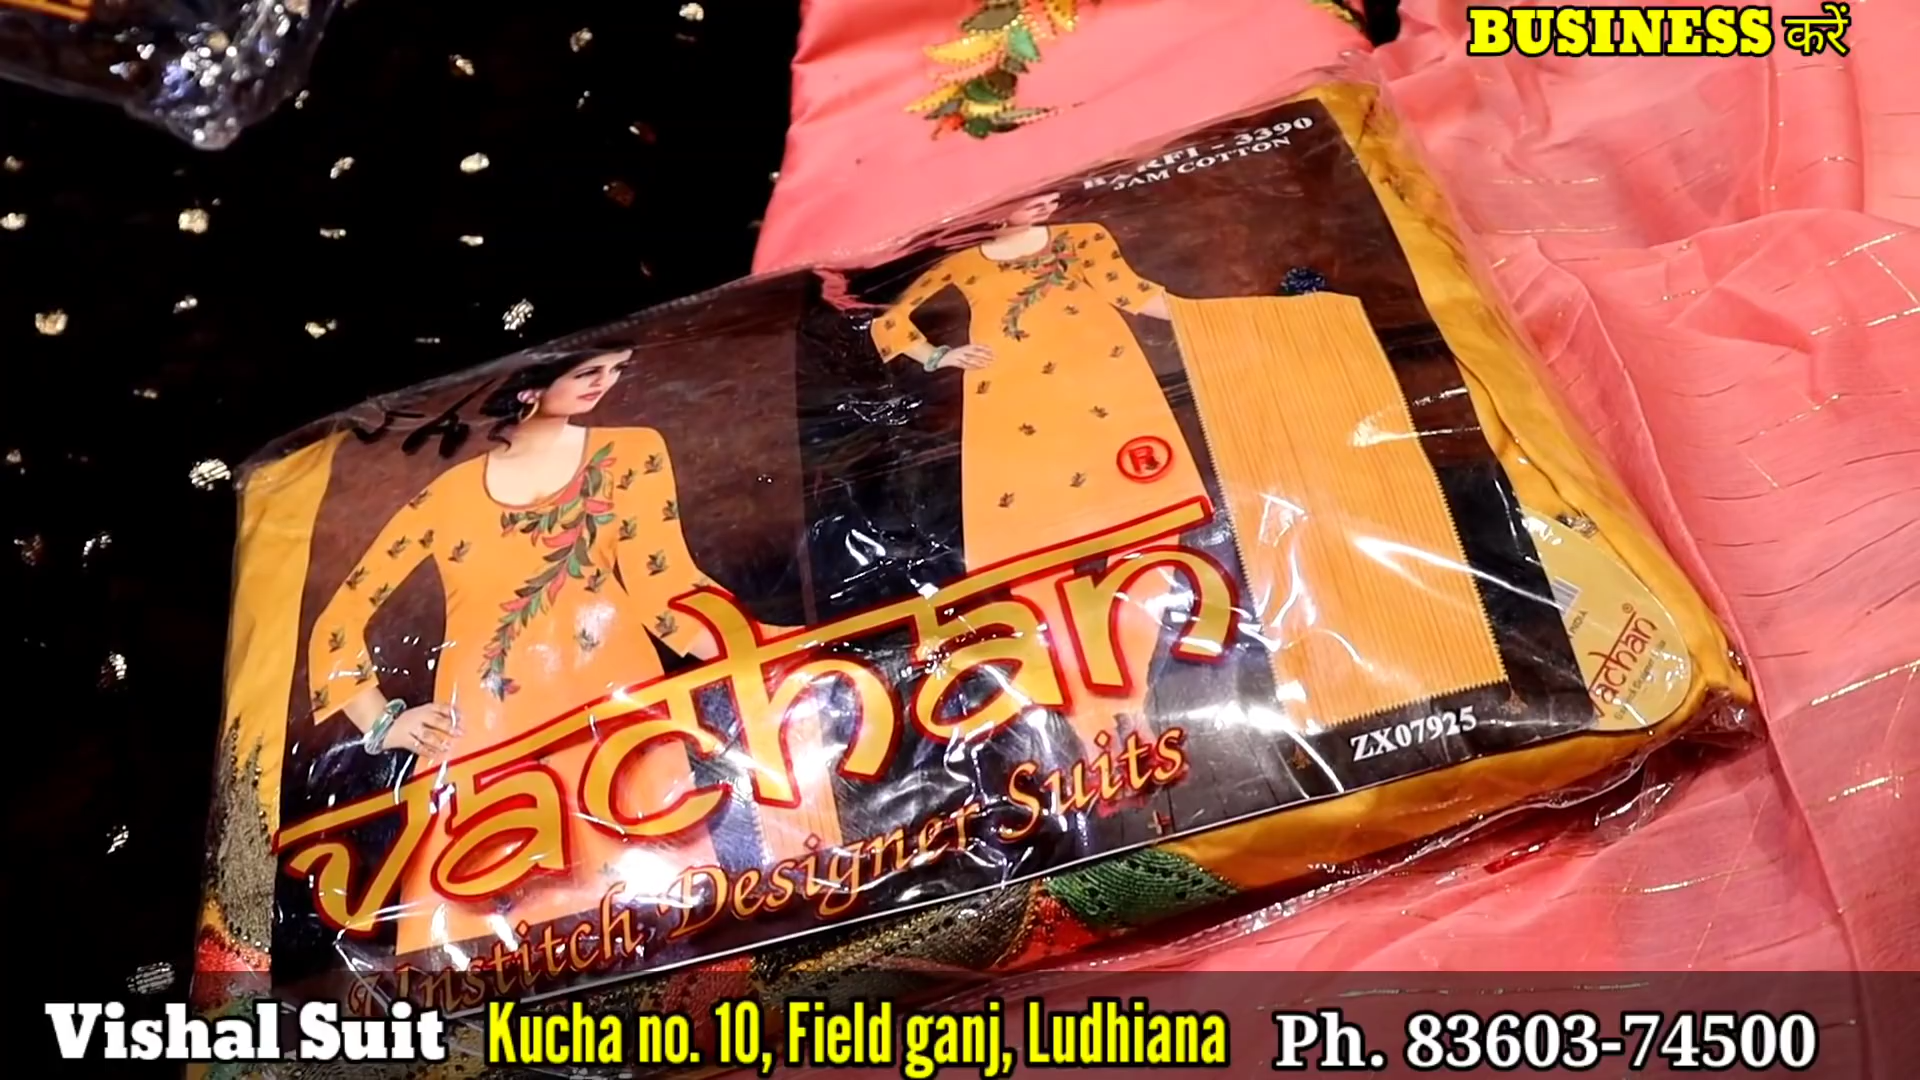 BUSINESS करें
BARFI - 3390
JAM COTTON
R
vachan
Unstitch Designer Suits
ZX07925
INDIA
vachan
Vishal Suit Kucha no. 10, Field ganj, Ludhiana Ph. 83603-74500